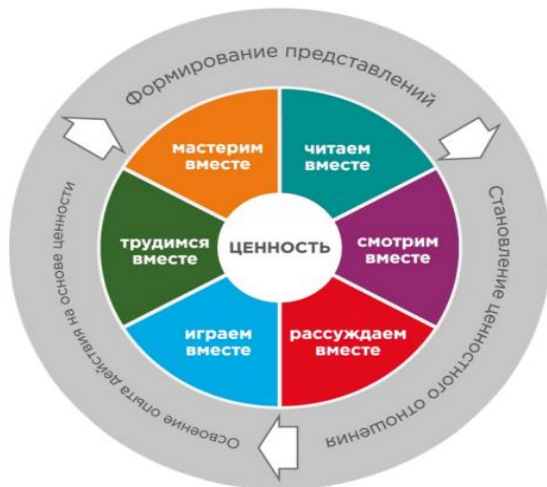 Формирование представлений
мастерим
вместе
читаем
вместе
трудимся
вместе
ЦЕННОСТЬ
смотрим
вместе
играем
вместе
рассуждаем
вместе
Становление ценностного отношения
Освоение опыта действия на основе ценности